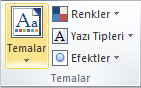 Temalar
Renkler
Yazı Tipleri
Efektler
Temalar